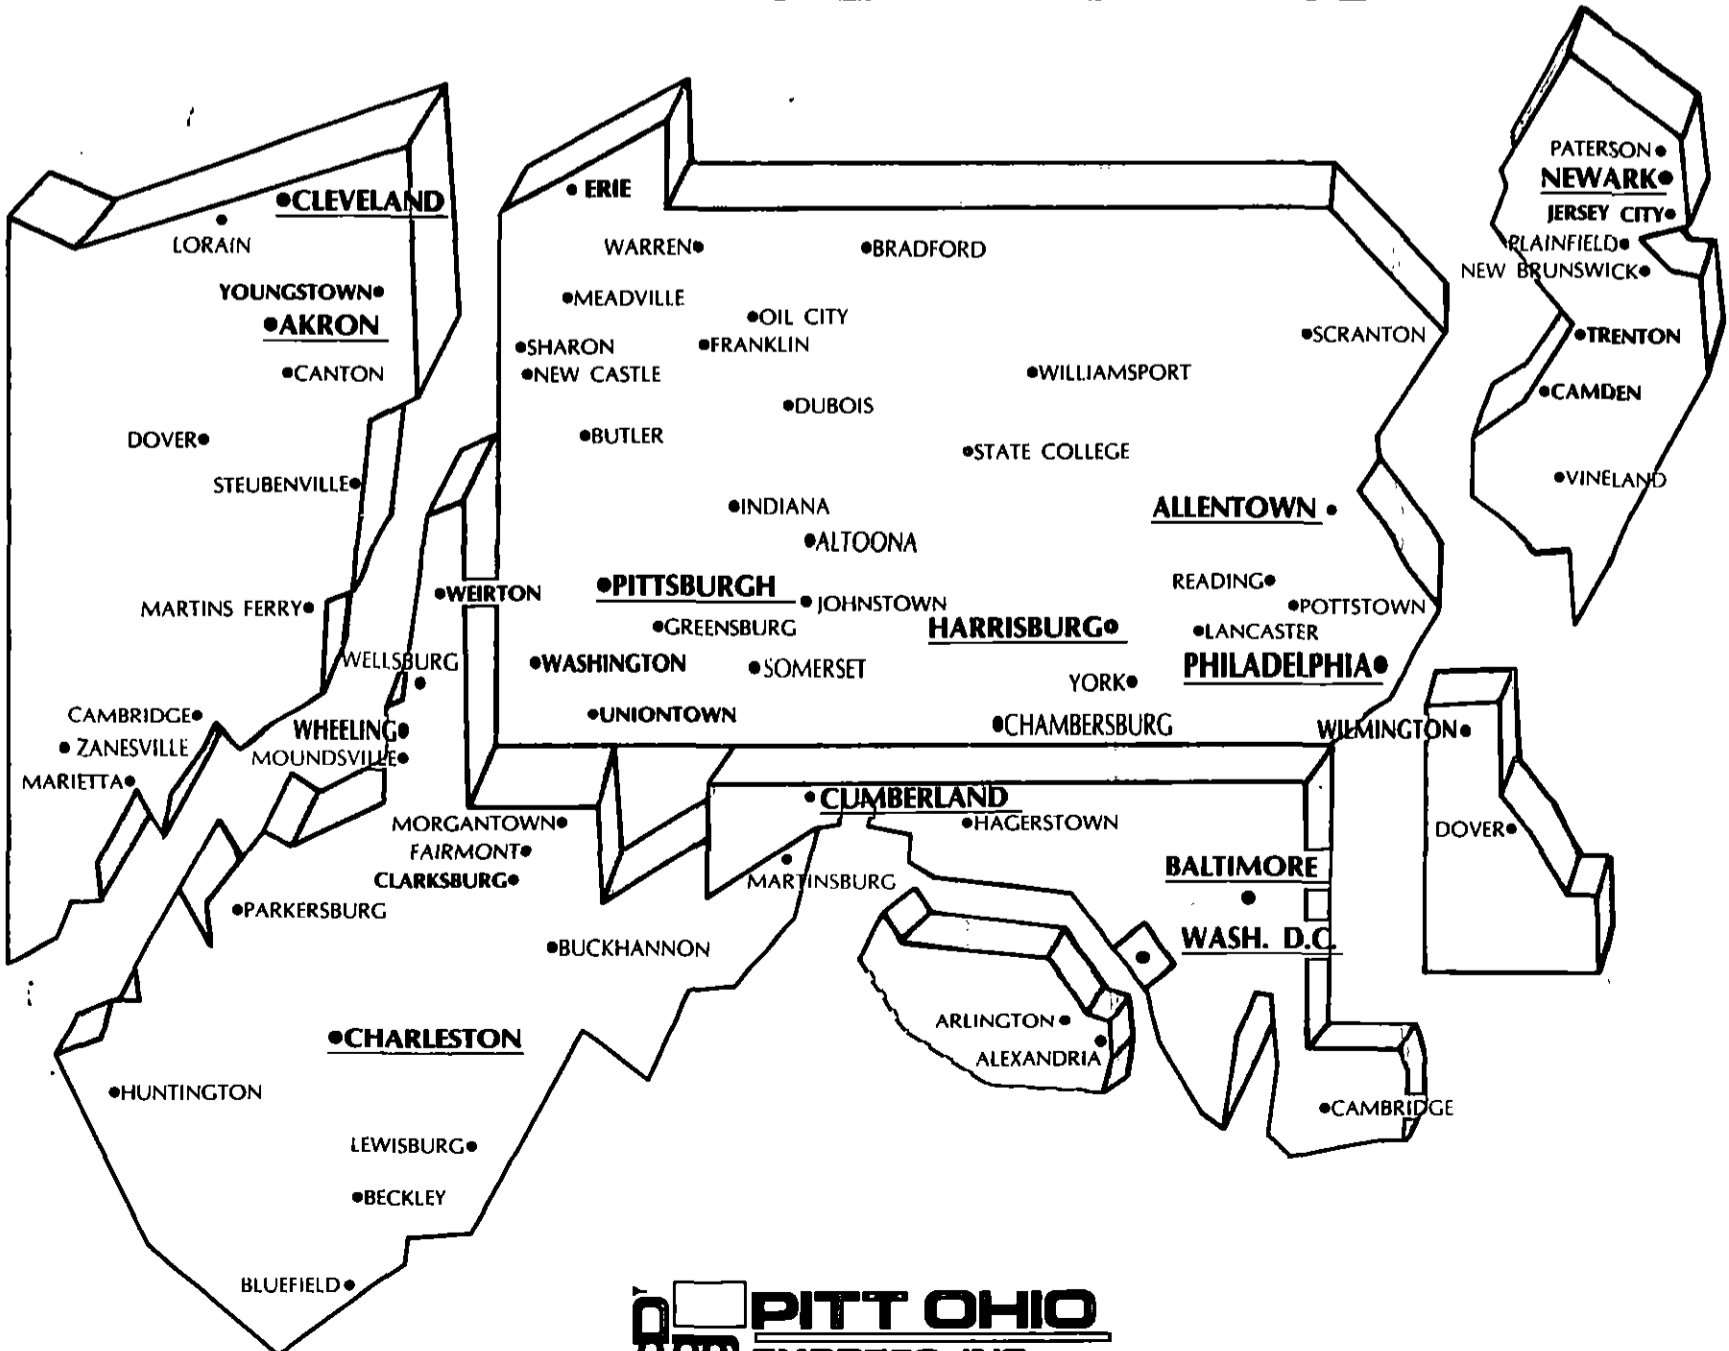 PATERSON
NEWARK
ERIE
CLEVELAND
JERSEY CITY
LORAIN
WARREN
BRADFORD
PLAINFIELD
NEW BRUNSWICK
YOUNGSTOWN
MEADVILLE
OIL CITY
AKRON
SHARON
FRANKLIN
SCRANTON
TRENTON
CANTON
NEW CASTLE
WILLIAMSPORT
CAMDEN
DUBOIS
DOVER
BUTLER
STATE COLLEGE
STEUBENVILLE
VINELAND
INDIANA
ALLENTOWN
ALTOONA
PITTSBURGH
READING
WEIRTON
MARTINS FERRY
JOHNSTOWN
POTTSTOWN
GREENSBURG
HARRISBURG
LANCASTER
WELLSBURG
WASHINGTON
SOMERSET
PHILADELPHIA
YORK
CAMBRIDGE
UNIONTOWN
WHEELING
CHAMBERSBURG
WILMINGTON
ZANESVILLE
MOUNDSVILLE
MARIETTA
CUMBERLAND
MORGANTOWN
HAGERSTOWN
DOVER
FAIRMONT
BALTIMORE
CLARKSBURG
MARTINSBURG
PARKERSBURG
BUCKHANNON
WASH. D.C.
ARLINGTON
CHARLESTON
ALEXANDRIA
HUNTINGTON
CAMBRIDGE
LEWISBURG
BECKLEY
BLUEFIELD
PITT OHIO